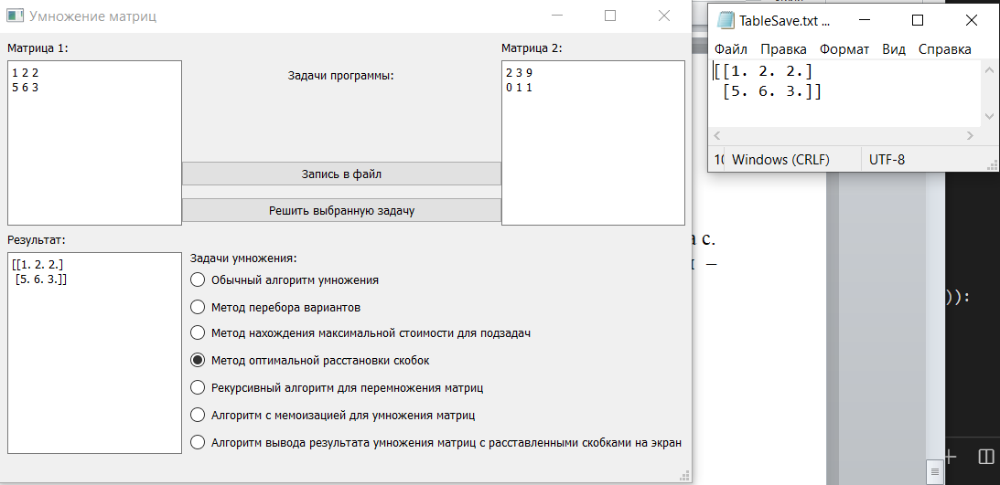 Умножение матриц
Матрица 1:
1 2 2
5 6 3
Задачи программы:
Матрица 2:
2 3 9
0 1 1
Запись в файл
Решить выбранную задачу
Результат:
[[1. 2. 2.]
[5. 6. 3.]]
Задачи умножения:
Обычный алгоритм умножения
Метод перебора вариантов
Метод нахождения максимальной стоимости для подзадач
Метод оптимальной расстановки скобок
Рекурсивный алгоритм для перемножения матриц
Алгоритм с мемоизацией для умножения матриц
Алгоритм вывода результата умножения матриц с расставленными скобками на экран
TableSave.txt ...
Файл Правка Формат Вид Справка
[[1. 2. 2.]
[5. 6. 3.]]
10 Windows (CRLF) UTF-8
а с.
–
)):